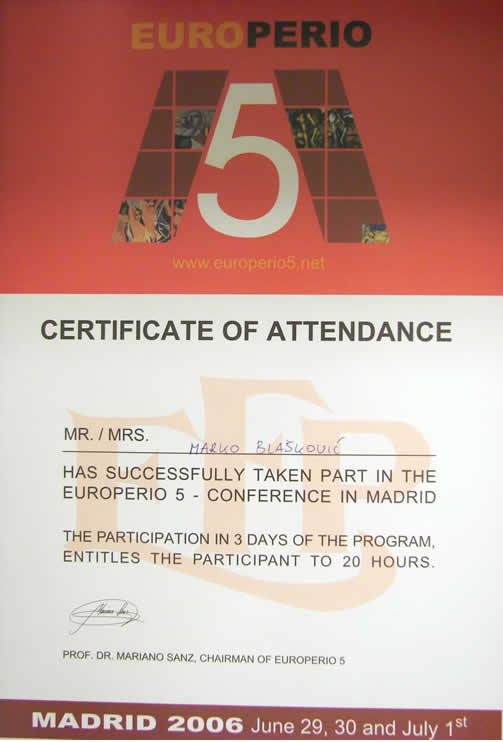 EUROPERIO
5
www.europerio5.net
CERTIFICATE OF ATTENDANCE
EFP
MR. / MRS. MARKO BLAŠKOVIĆ
HAS SUCCESSFULLY TAKEN PART IN THE
EUROPERIO 5 - CONFERENCE IN MADRID
THE PARTICIPATION IN 3 DAYS OF THE PROGRAM,
ENTITLES THE PARTICIPANT TO 20 HOURS.
PROF. DR. MARIANO SANZ, CHAIRMAN OF EUROPERIO 5
MADRID 2006 June 29, 30 and July 1st